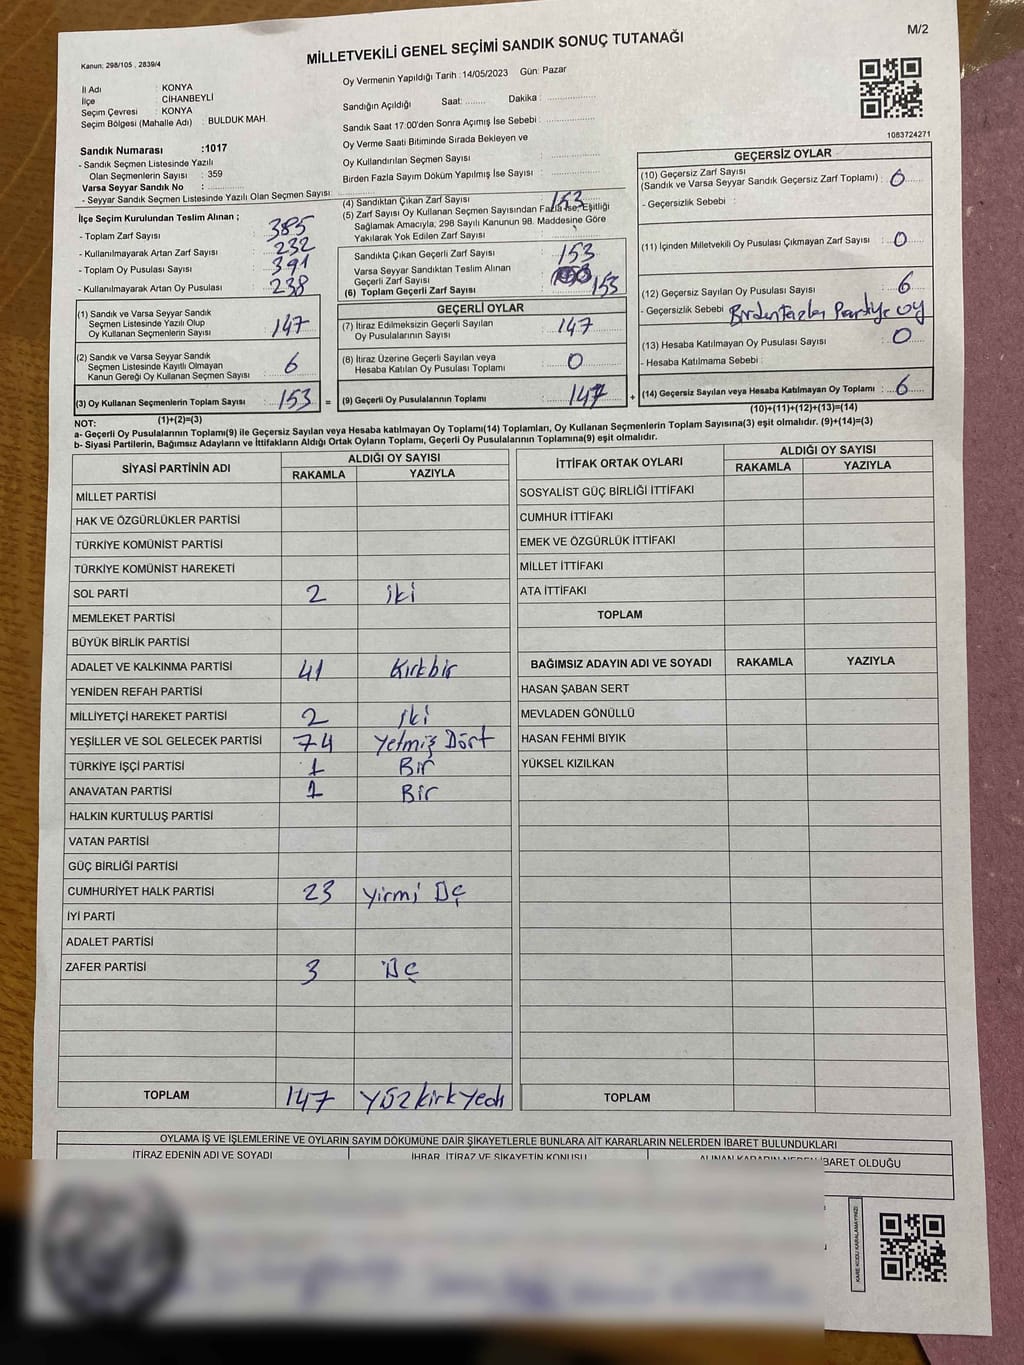 M/2
Kanun: 298/105 , 2839/4
MİLLETVEKİLİ GENEL SEÇİMİ SANDIK SONUÇ TUTANAĞI
İl Adı : KONYA
İlçe : CİHANBEYLİ
Seçim Çevresi : KONYA
Seçim Bölgesi (Mahalle Adı) : BULDUK MAH.
Sandık Numarası :1017
- Sandık Seçmen Listesinde Yazılı
Olan Seçmenlerin Sayısı : 359
Varsa Seyyar Sandık No :
- Seyyar Sandık Seçmen Listesinde Yazılı Olan Seçmen Sayısı:
Oy Vermenin Yapıldığı Tarih : 14/05/2023 Gün: Pazar
Sandığın Açıldığı Saat: ........ Dakika :
Sandık Saat 17.00'den Sonra Açımış İse Sebebi :
Oy Verme Saati Bitiminde Sırada Bekleyen ve
Oy Kullandırılan Seçmen Sayısı :
Birden Fazla Sayım Döküm Yapılmış İse Sayısı :
1083724271
İlçe Seçim Kurulundan Teslim Alınan ;
- Toplam Zarf Sayısı : 385
- Kullanılmayarak Artan Zarf Sayısı : 232
- Toplam Oy Pusulası Sayısı : 391
- Kullanılmayarak Artan Oy Pusulası : 238
(1) Sandık ve Varsa Seyyar Sandık
Seçmen Listesinde Yazılı Olup
Oy Kullanan Seçmenlerin Sayısı : 147
(2) Sandık ve Varsa Seyyar Sandık
Seçmen Listesinde Kayıtlı Olmayan
Kanun Gereği Oy Kullanan Seçmen Sayısı : 6
(3) Oy Kullanan Seçmenlerin Toplam Sayısı : 153 =
(1)+(2)=(3)
(4) Sandıktan Çıkan Zarf Sayısı : 153
(5) Zarf Sayısı Oy Kullanan Seçmen Sayısından Fazla ise, Eşitliği
Sağlamak Amacıyla, 298 Sayılı Kanunun 98. Maddesine Göre
Yakılarak Yok Edilen Zarf Sayısı :
Sandıkta Çıkan Geçerli Zarf Sayısı : 153
Varsa Seyyar Sandıktan Teslim Alınan
Geçerli Zarf Sayısı :
(6) Toplam Geçerli Zarf Sayısı : 153
GEÇERLİ OYLAR
(7) İtiraz Edilmeksizin Geçerli Sayılan
Oy Pusulalarının Sayısı : 147
(8) İtiraz Üzerine Geçerli Sayılan veya
Hesaba Katılan Oy Pusulası Toplamı : 0
(9) Geçerli Oy Pusulalarının Toplamı : 147 +
GEÇERSİZ OYLAR
(10) Geçersiz Zarf Sayısı
(Sandık ve Varsa Seyyar Sandık Geçersiz Zarf Toplamı) : 0
- Geçersizlik Sebebi :
(11) İçinden Milletvekili Oy Pusulası Çıkmayan Zarf Sayısı : 0
(12) Geçersiz Sayılan Oy Pusulası Sayısı : 6
- Geçersizlik Sebebi : Birden Fazla Partiye oy
(13) Hesaba Katılmayan Oy Pusulası Sayısı : 0
- Hesaba Katılmama Sebebi :
(14) Geçersiz Sayılan veya Hesaba Katılmayan Oy Toplamı : 6
(10)+(11)+(12)+(13)=(14)
NOT:
a- Geçerli Oy Pusulalarının Toplamı(9) ile Geçersiz Sayılan veya Hesaba katılmayan Oy Toplamı(14) Toplamları, Oy Kullanan Seçmenlerin Toplam Sayısına(3) eşit olmalıdır. (9)+(14)=(3)
b- Siyasi Partilerin, Bağımsız Adayların ve İttifakların Aldığı Ortak Oyların Toplamı, Geçerli Oy Pusulalarının Toplamına(9) eşit olmalıdır.
SİYASİ PARTİNİN ADI ALDIĞI OY SAYISI
RAKAMLA YAZIYLA
MİLLET PARTİSİ
HAK VE ÖZGÜRLÜKLER PARTİSİ
TÜRKİYE KOMÜNİST PARTİSİ
TÜRKİYE KOMÜNİST HAREKETİ
SOL PARTİ 2 iki
MEMLEKET PARTİSİ
BÜYÜK BİRLİK PARTİSİ
ADALET VE KALKINMA PARTİSİ 41 Kırkbir
YENİDEN REFAH PARTİSİ
MİLLİYETÇİ HAREKET PARTİSİ 2 iki
YEŞİLLER VE SOL GELECEK PARTİSİ 74 Yetmiş Dört
TÜRKİYE İŞÇİ PARTİSİ 1 Bir
ANAVATAN PARTİSİ 1 Bir
HALKIN KURTULUŞ PARTİSİ
VATAN PARTİSİ
GÜÇ BİRLİĞİ PARTİSİ
CUMHURİYET HALK PARTİSİ 23 Yirmi Üç
İYİ PARTİ
ADALET PARTİSİ
ZAFER PARTİSİ 3 Üç
TOPLAM 147 Yüzkirkyedi
İTTİFAK ORTAK OYLARI ALDIĞI OY SAYISI
RAKAMLA YAZIYLA
SOSYALİST GÜÇ BİRLİĞİ İTTİFAKI
CUMHUR İTTİFAKI
EMEK VE ÖZGÜRLÜK İTTİFAKI
MİLLET İTTİFAKI
ATA İTTİFAKI
TOPLAM
BAĞIMSIZ ADAYIN ADI VE SOYADI RAKAMLA YAZIYLA
HASAN ŞABAN SERT
MEVLADEN GÖNÜLLÜ
HASAN FEHMİ BIYIK
YÜKSEL KIZILKAN
TOPLAM
OYLAMA İŞ VE İŞLEMLERİNE VE OYLARIN SAYIM DÖKÜMÜNE DAİR ŞİKAYETLERLE BUNLARA AİT KARARLARIN NELERDEN İBARET BULUNDUKLARI
İTİRAZ EDENİN ADI VE SOYADI İHBAR, İTİRAZ VE ŞİKAYETİN KONUSU ALINAN KARARIN NEDEN İBARET OLDUĞU
KARE KODU KARALAMAYINIZ!